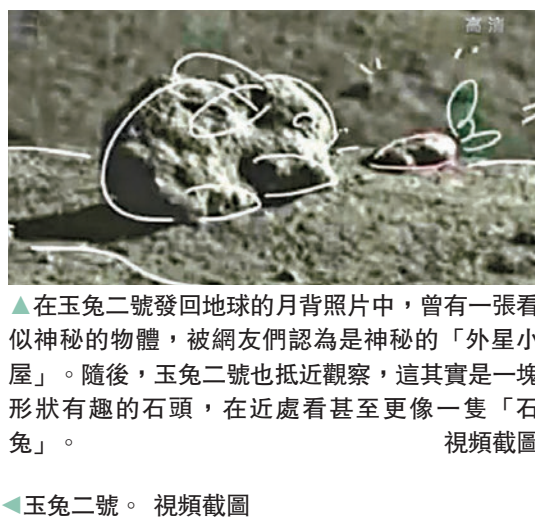 高清
▲在玉兔二號發回地球的月背照片中，曾有一張看
似神秘的物體，被網友們認為是神秘的「外星小
屋」。隨後，玉兔二號也抵近觀察，這其實是一塊
形狀有趣的石頭，在近處看甚至更像一隻「石
兔」。 視頻截圖
◀玉兔二號。 視頻截圖